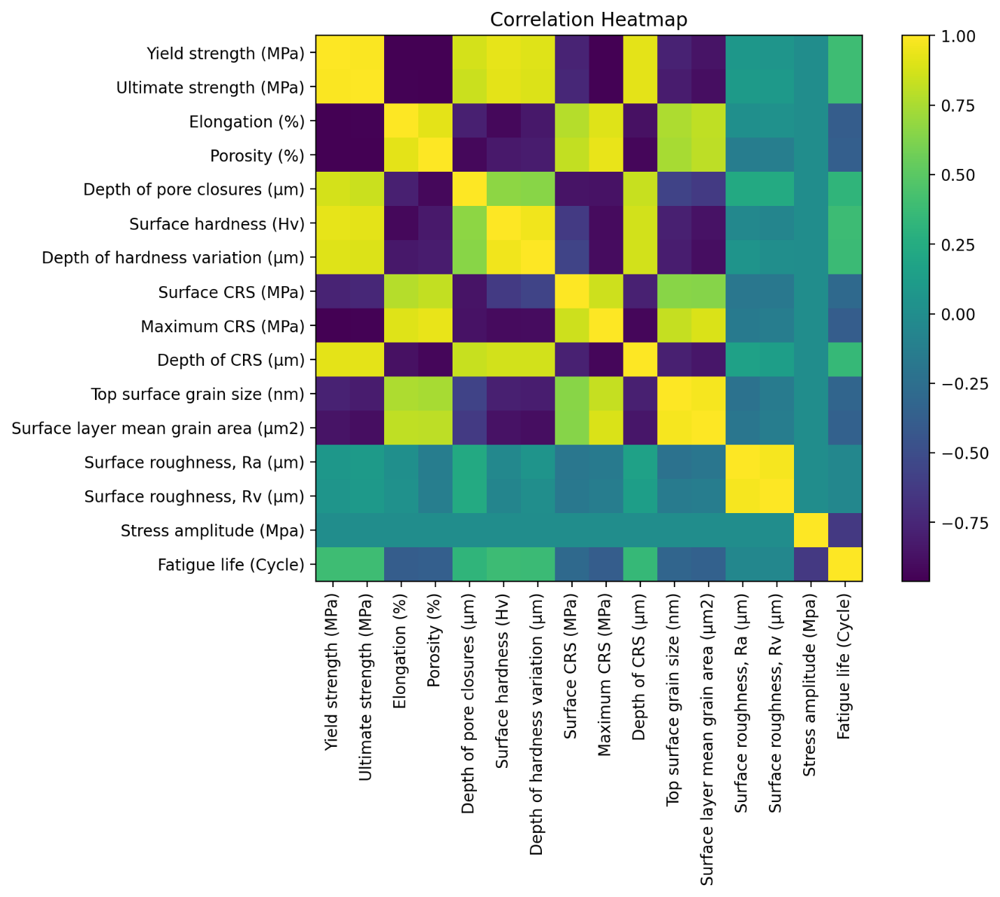 Correlation Heatmap
Yield strength (MPa)
Ultimate strength (MPa)
Elongation (%)
Porosity (%)
Depth of pore closures (µm)
Surface hardness (Hv)
Depth of hardness variation (µm)
Surface CRS (MPa)
Maximum CRS (MPa)
Depth of CRS (µm)
Top surface grain size (nm)
Surface layer mean grain area (µm2)
Surface roughness, Ra (µm)
Surface roughness, Rv (µm)
Stress amplitude (Mpa)
Fatigue life (Cycle)
Yield strength (MPa)
Ultimate strength (MPa)
Elongation (%)
Porosity (%)
Depth of pore closures (µm)
Surface hardness (Hv)
Depth of hardness variation (µm)
Surface CRS (MPa)
Maximum CRS (MPa)
Depth of CRS (µm)
Top surface grain size (nm)
Surface layer mean grain area (µm2)
Surface roughness, Ra (µm)
Surface roughness, Rv (µm)
Stress amplitude (Mpa)
Fatigue life (Cycle)
1.00
0.75
0.50
0.25
0.00
−0.25
−0.50
−0.75